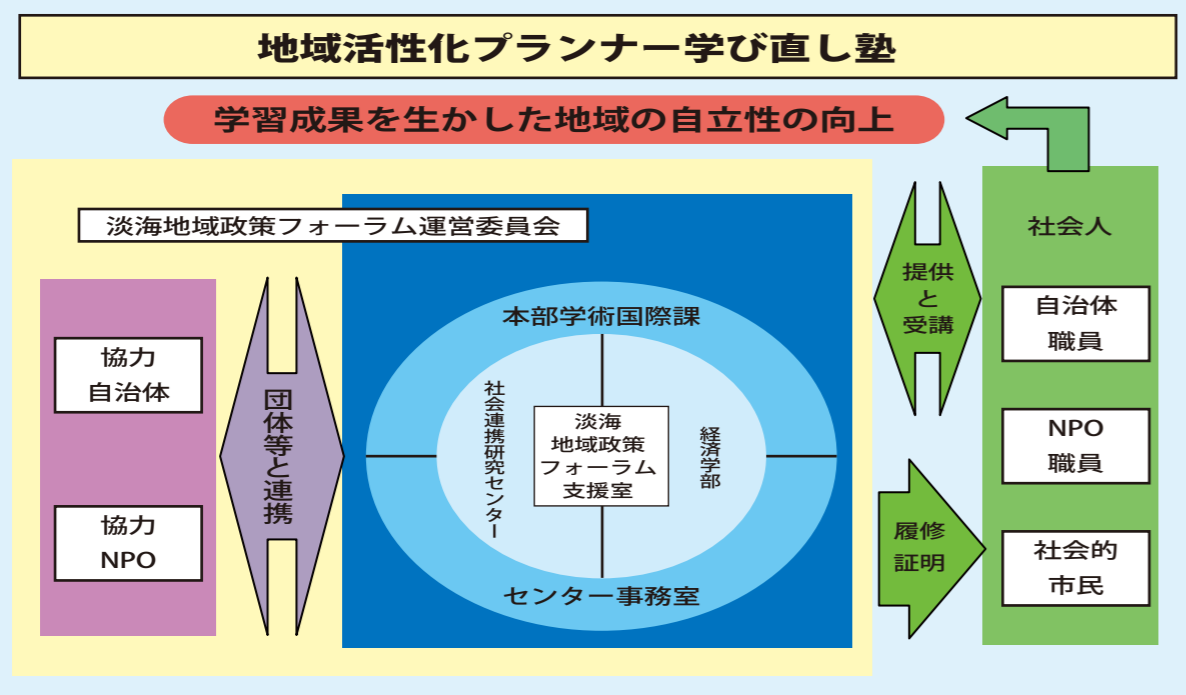 地域活性化プランナー学び直し塾
学習成果を生かした地域の自立性の向上
淡海地域政策フォーラム運営委員会
協力
自治体
協力
NPO
団体等と連携
本部学術国際課
社会連携研究センター
淡海
地域政策
フォーラム
支援室
経済学部
センター事務室
提供
と
受講
履修
証明
社会人
自治体
職員
NPO
職員
社会的
市民